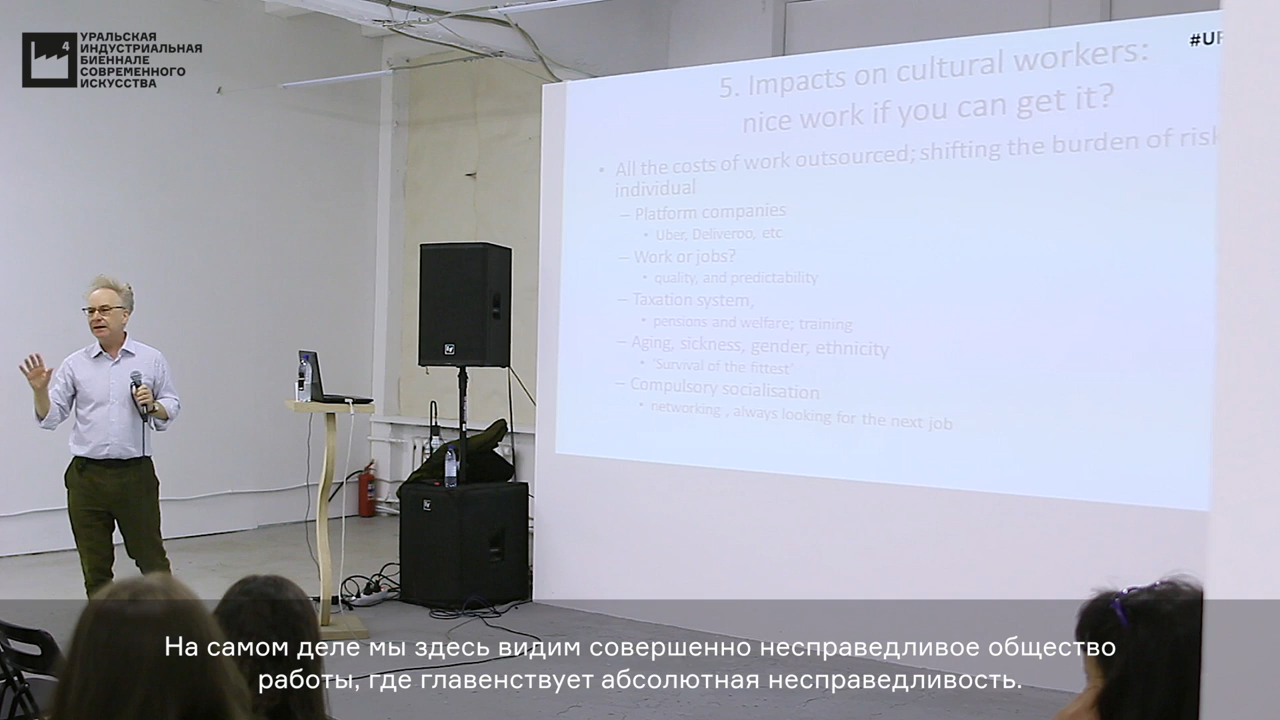 4
УРАЛЬСКАЯ
ИНДУСТРИАЛЬНАЯ
БИЕННАЛЕ
СОВРЕМЕННОГО
ИСКУССТВА
5. Impacts on cultural workers:
nice work if you can get it?
• All the costs of work outsourced; shifting the burden of risk
individual
– Platform companies
• Uber, Deliveroo, etc
– Work or jobs?
• quality, and predictability
– Taxation system,
• pensions and welfare; training
– Aging, sickness, gender, ethnicity
• 'Survival of the fittest'
– Compulsory socialisation
• networking , always looking for the next job
На самом деле мы здесь видим совершенно несправедливое общество
работы, где главенствует абсолютная несправедливость.